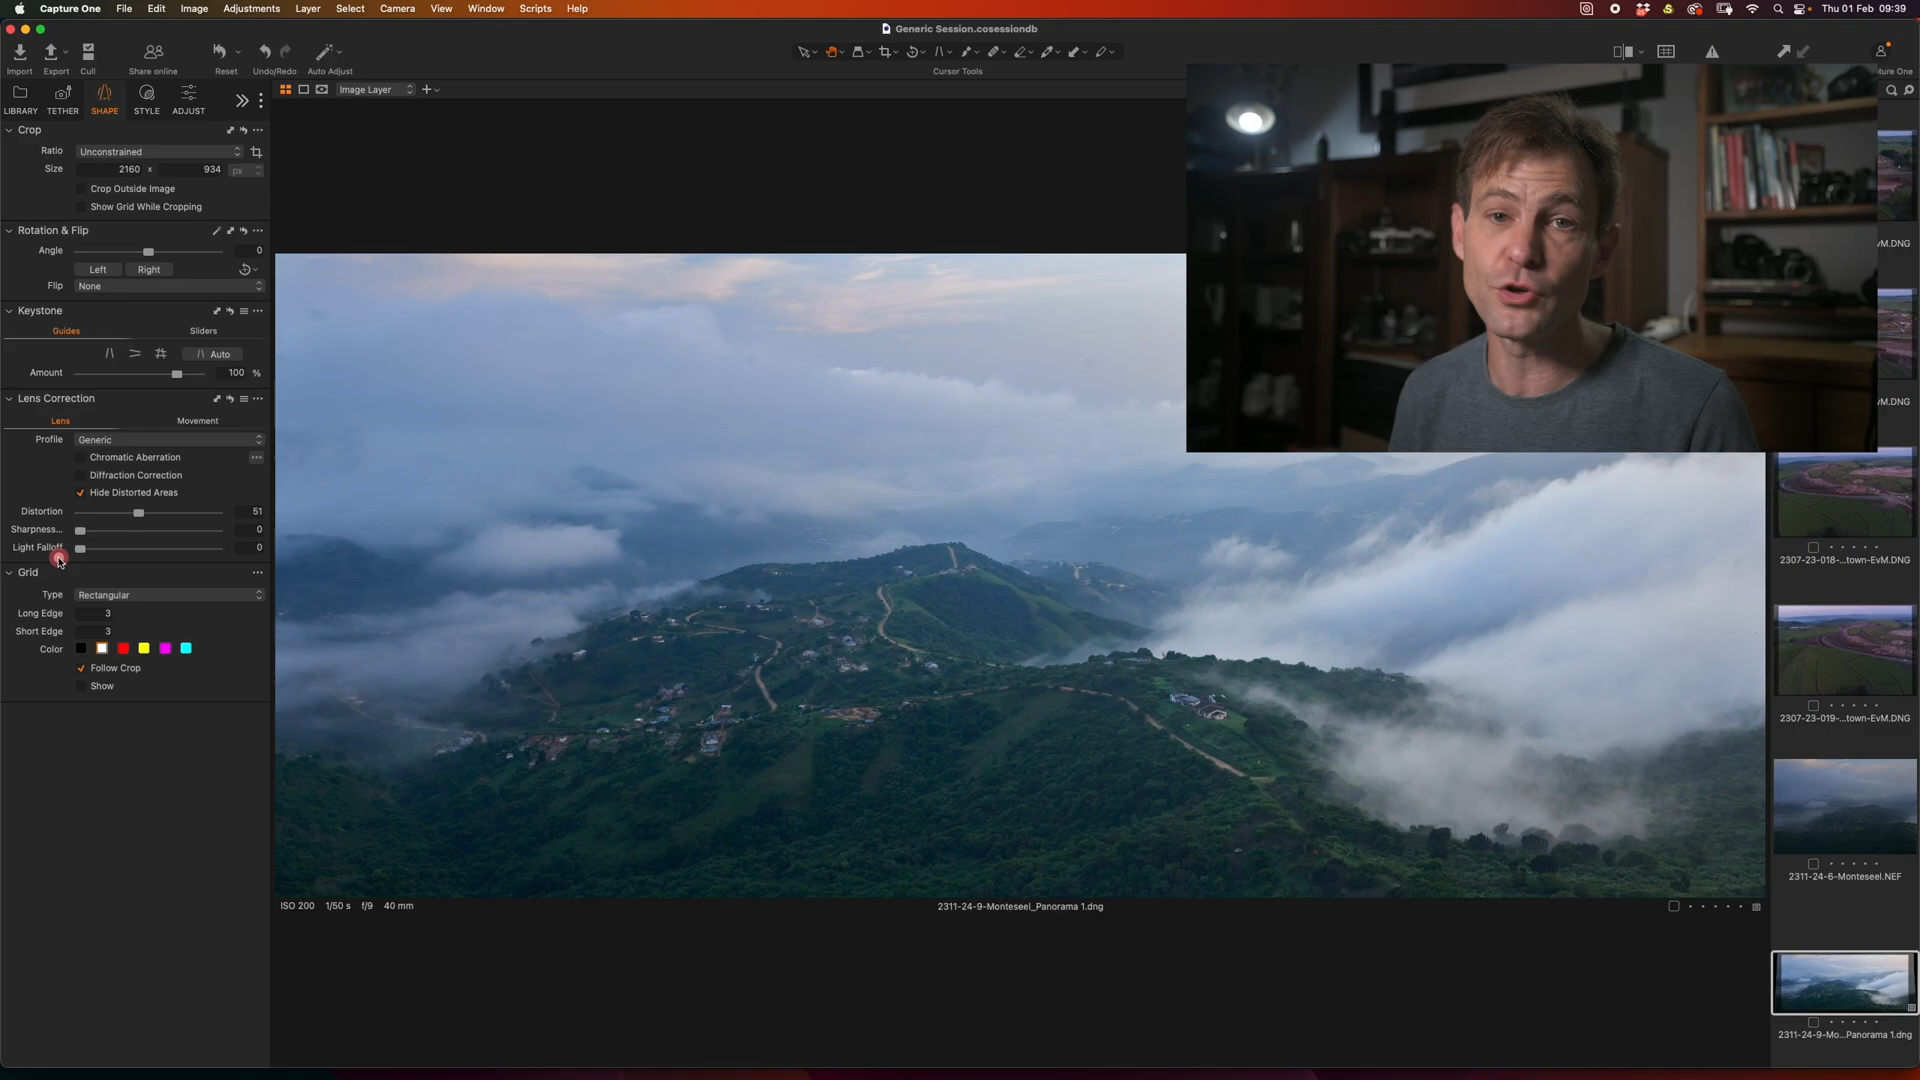 Capture One File Edit Image Adjustments Layer Select Camera View Window Scripts Help
Thu 01 Feb 09:39
Generic Session.cosessiondb
Import Export Cull Share online Reset Undo/Redo Auto Adjust
Cursor Tools
ture One
LIBRARY TETHER SHAPE STYLE ADJUST
Image Layer
Crop
Ratio Unconstrained
Size 2160 x 934 px
Crop Outside Image
Show Grid While Cropping
Rotation & Flip
Angle 0
Left Right
Flip None
Keystone
Guides Sliders
Auto
Amount 100 %
Lens Correction
Lens Movement
Profile Generic
Chromatic Aberration
Diffraction Correction
Hide Distorted Areas
Distortion 51
Sharpness... 0
Light Falloff 0
Grid
Type Rectangular
Long Edge 3
Short Edge 3
Color
Follow Crop
Show
ISO 200 1/50 s f/9 40 mm
2311-24-9-Monteseel_Panorama 1.dng
vM.DNG
vM.DNG
2307-23-018-...town-EvM.DNG
2307-23-019-...town-EvM.DNG
2311-24-6-Monteseel.NEF
2311-24-9-Mo...Panorama 1.dng